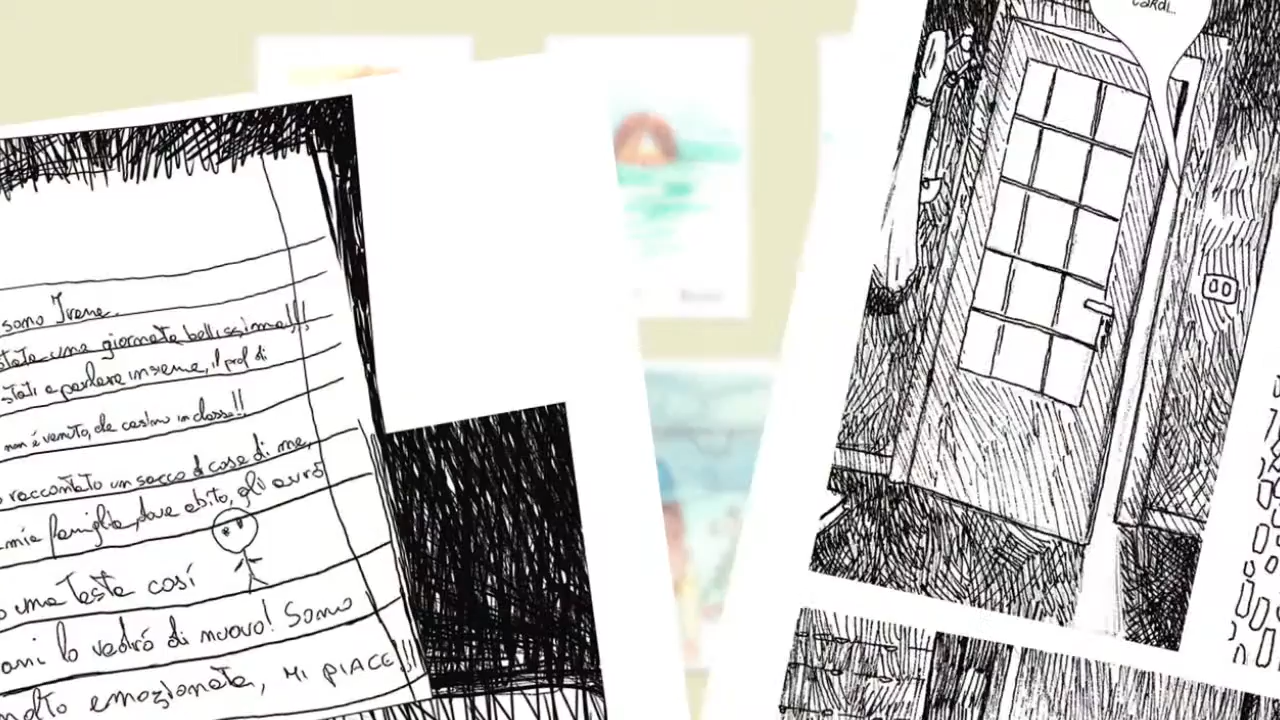 sono Irene.
stata una giornata bellissima!!!
stati a parlare insieme, il prof di
non é venuto, che casino in classe!!
raccontato un sacco di cose di me,
mia famiglia, dove abito, gli avrò
una testa così
lo vedrò di nuovo! Sono
molto emozionata, MI PIACE!!